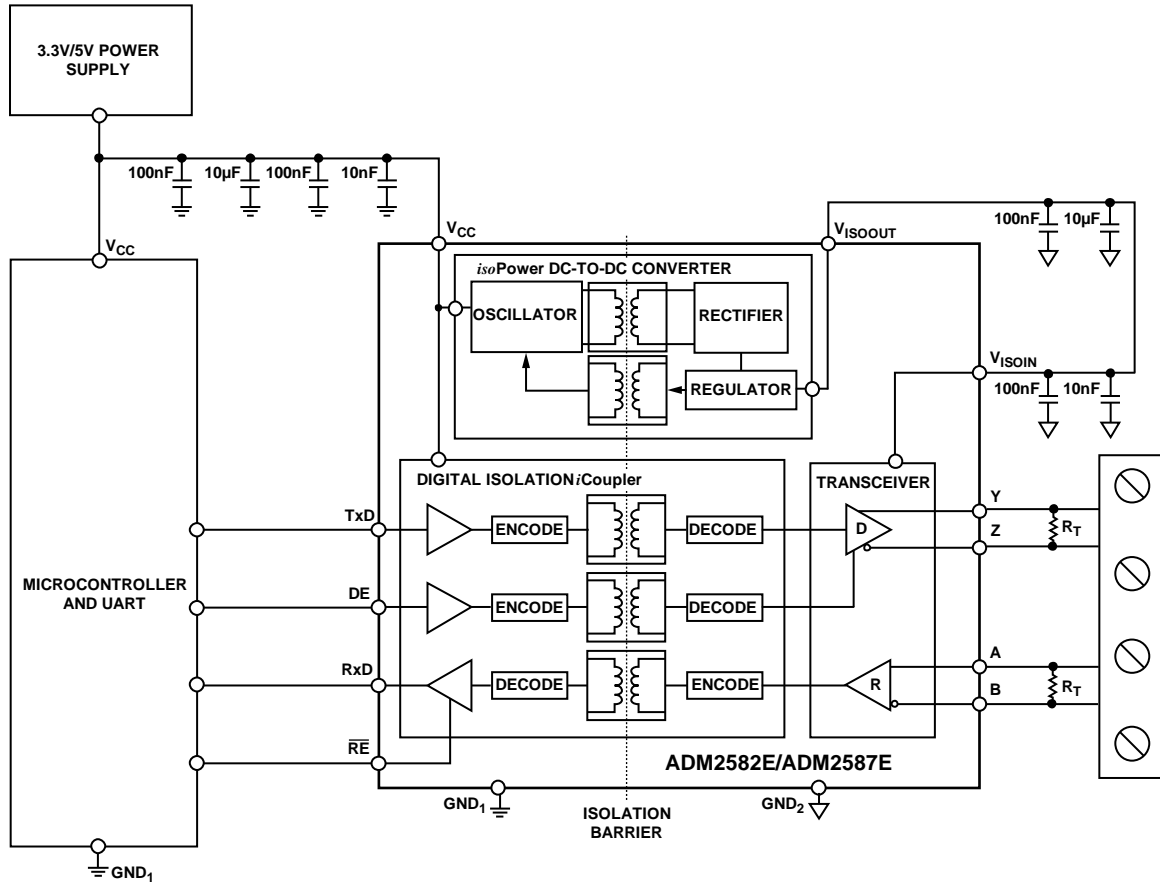 3.3V/5V POWER
SUPPLY
100nF
10µF
100nF
10nF
VCC
VCC
VISOOUT
100nF
10µF
isoPower DC-TO-DC CONVERTER
OSCILLATOR
RECTIFIER
REGULATOR
VISOIN
100nF
10nF
DIGITAL ISOLATION iCoupler
TRANSCEIVER
MICROCONTROLLER
AND UART
TxD
ENCODE
DECODE
D
Y
Z
RT
DE
ENCODE
DECODE
RxD
DECODE
ENCODE
R
A
B
RT
RE
ADM2582E/ADM2587E
GND1
GND2
ISOLATION
BARRIER
GND1